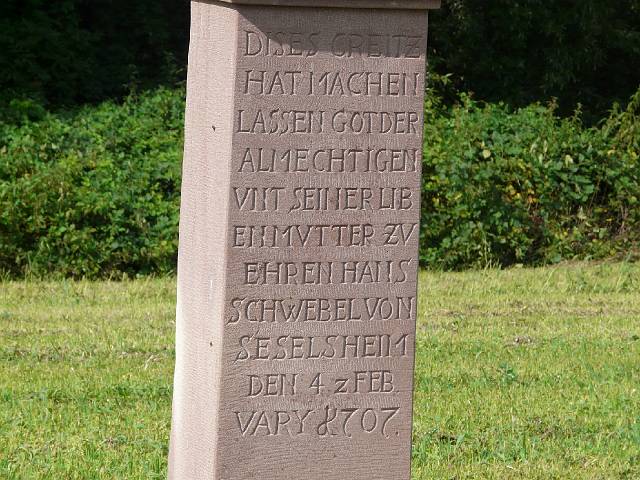 DISES CREITZ
HAT MACHEN
LASSEN GOT DER
ALMECHTIGEN
VNT SEINER LIB
EN MVTTER ZV
EHREN HANS
SCHWEBEL VON
SESELSHEIM
DEN 4. z FEB.
VARY 1707.